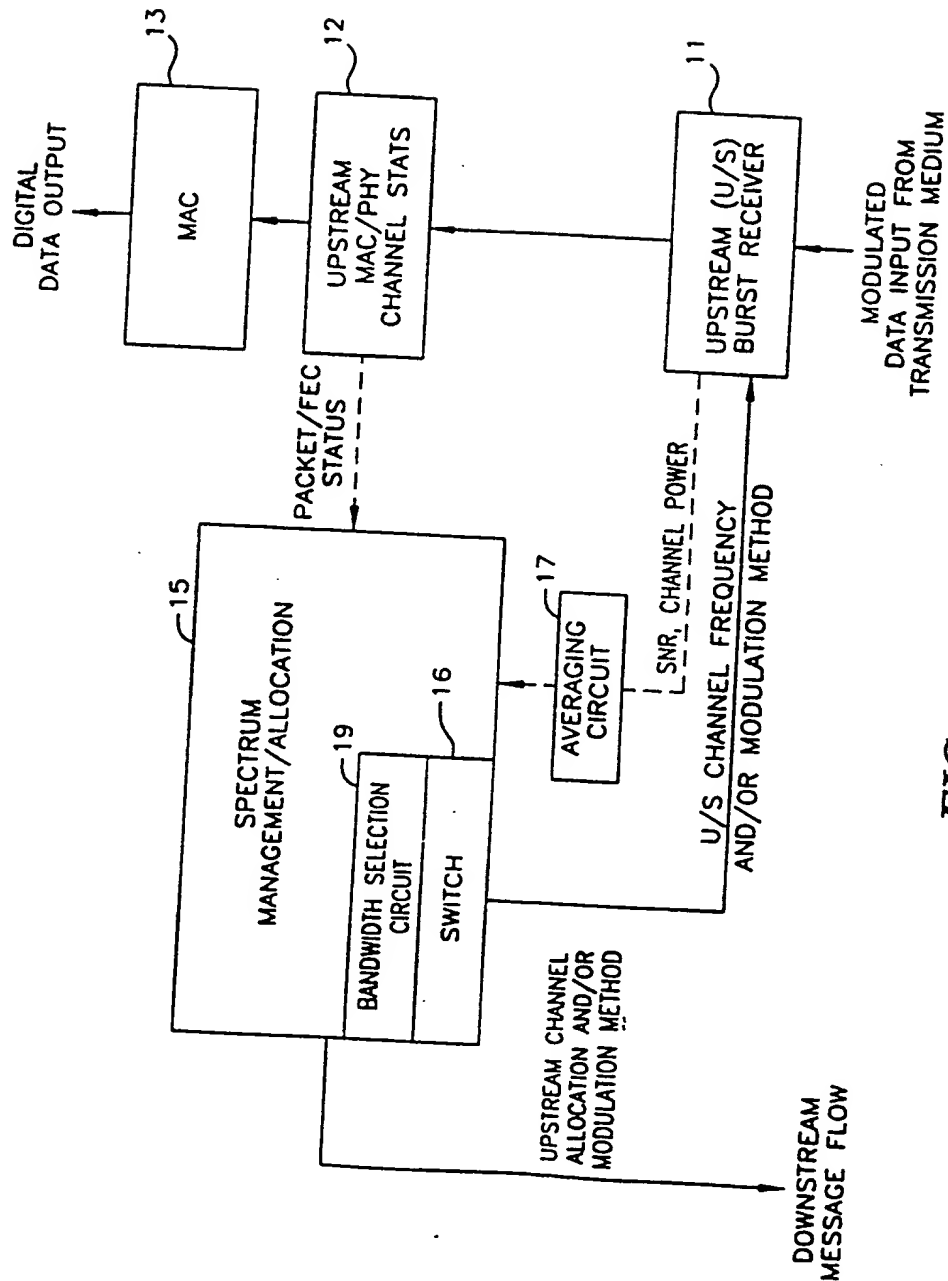 DIGITAL
DATA OUTPUT
13
MAC
12
UPSTREAM
MAC/PHY
CHANNEL STATS
PACKET/FEC
STATUS
15
SPECTRUM
MANAGEMENT/ALLOCATION
19
BANDWIDTH SELECTION
CIRCUIT
16
SWITCH
17
AVERAGING
CIRCUIT
SNR, CHANNEL POWER
11
UPSTREAM (U/S)
BURST RECEIVER
U/S CHANNEL FREQUENCY
AND/OR MODULATION METHOD
MODULATED
DATA INPUT FROM
TRANSMISSION MEDIUM
UPSTREAM CHANNEL
ALLOCATION AND/OR
MODULATION METHOD
DOWNSTREAM
MESSAGE FLOW